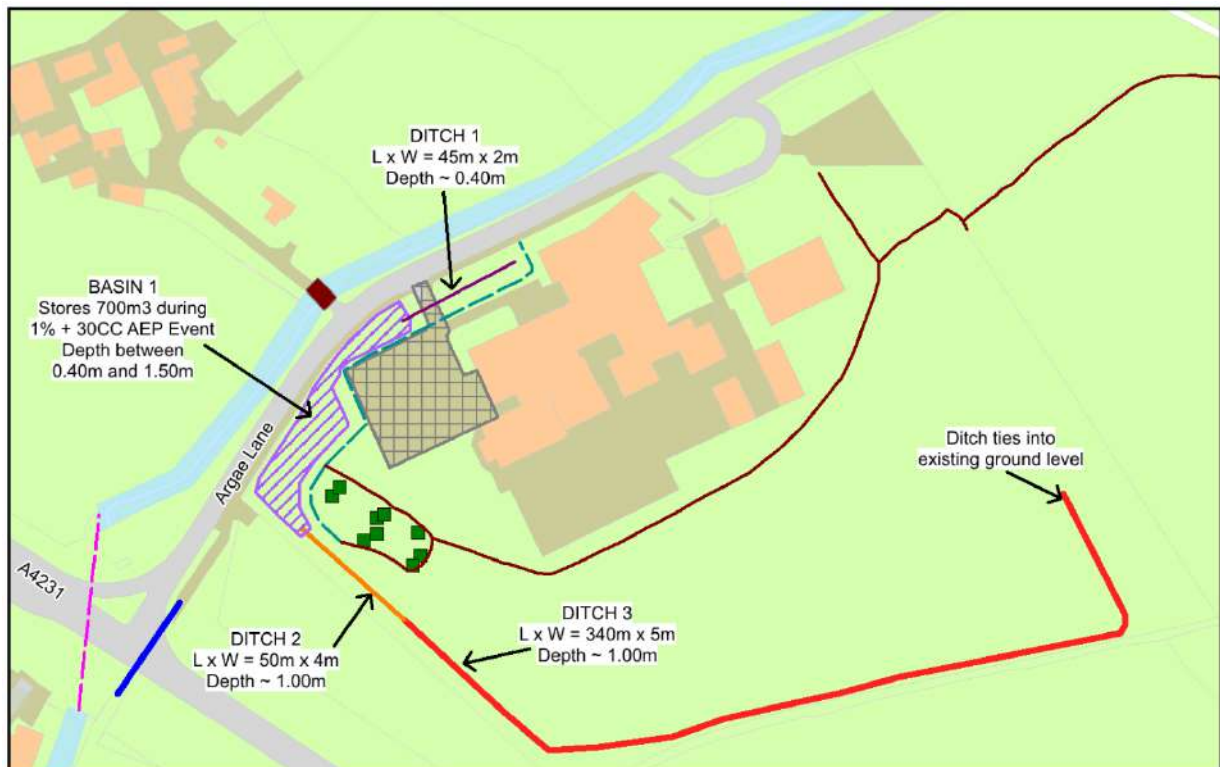 DITCH 1
L x W = 45m x 2m
Depth ~ 0.40m
BASIN 1
Stores 700m3 during
1% + 30CC AEP Event
Depth between
0.40m and 1.50m
Argae Lane
Ditch ties into
existing ground level
A4231
DITCH 2
L x W = 50m x 4m
Depth ~ 1.00m
DITCH 3
L x W = 340m x 5m
Depth ~ 1.00m